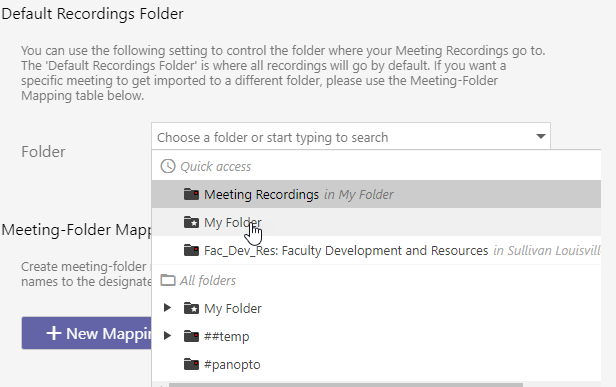 Default Recordings Folder
You can use the following setting to control the folder where your Meeting Recordings go to.
The 'Default Recordings Folder' is where all recordings will go by default. If you want a
specific meeting to get imported to a different folder, please use the Meeting-Folder
Mapping table below.
Folder
Choose a folder or start typing to search
Quick access
Meeting Recordings in My Folder
My Folder
Fac_Dev_Res: Faculty Development and Resources in Sullivan Louisvill
Meeting-Folder Mapp
Create meeting-folder
names to the designate
+ New Mappin
All folders
My Folder
##temp
#panopto